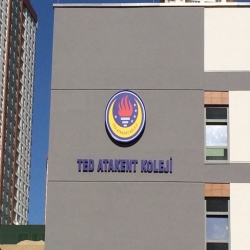 TED ATAKENT KOLEJİ